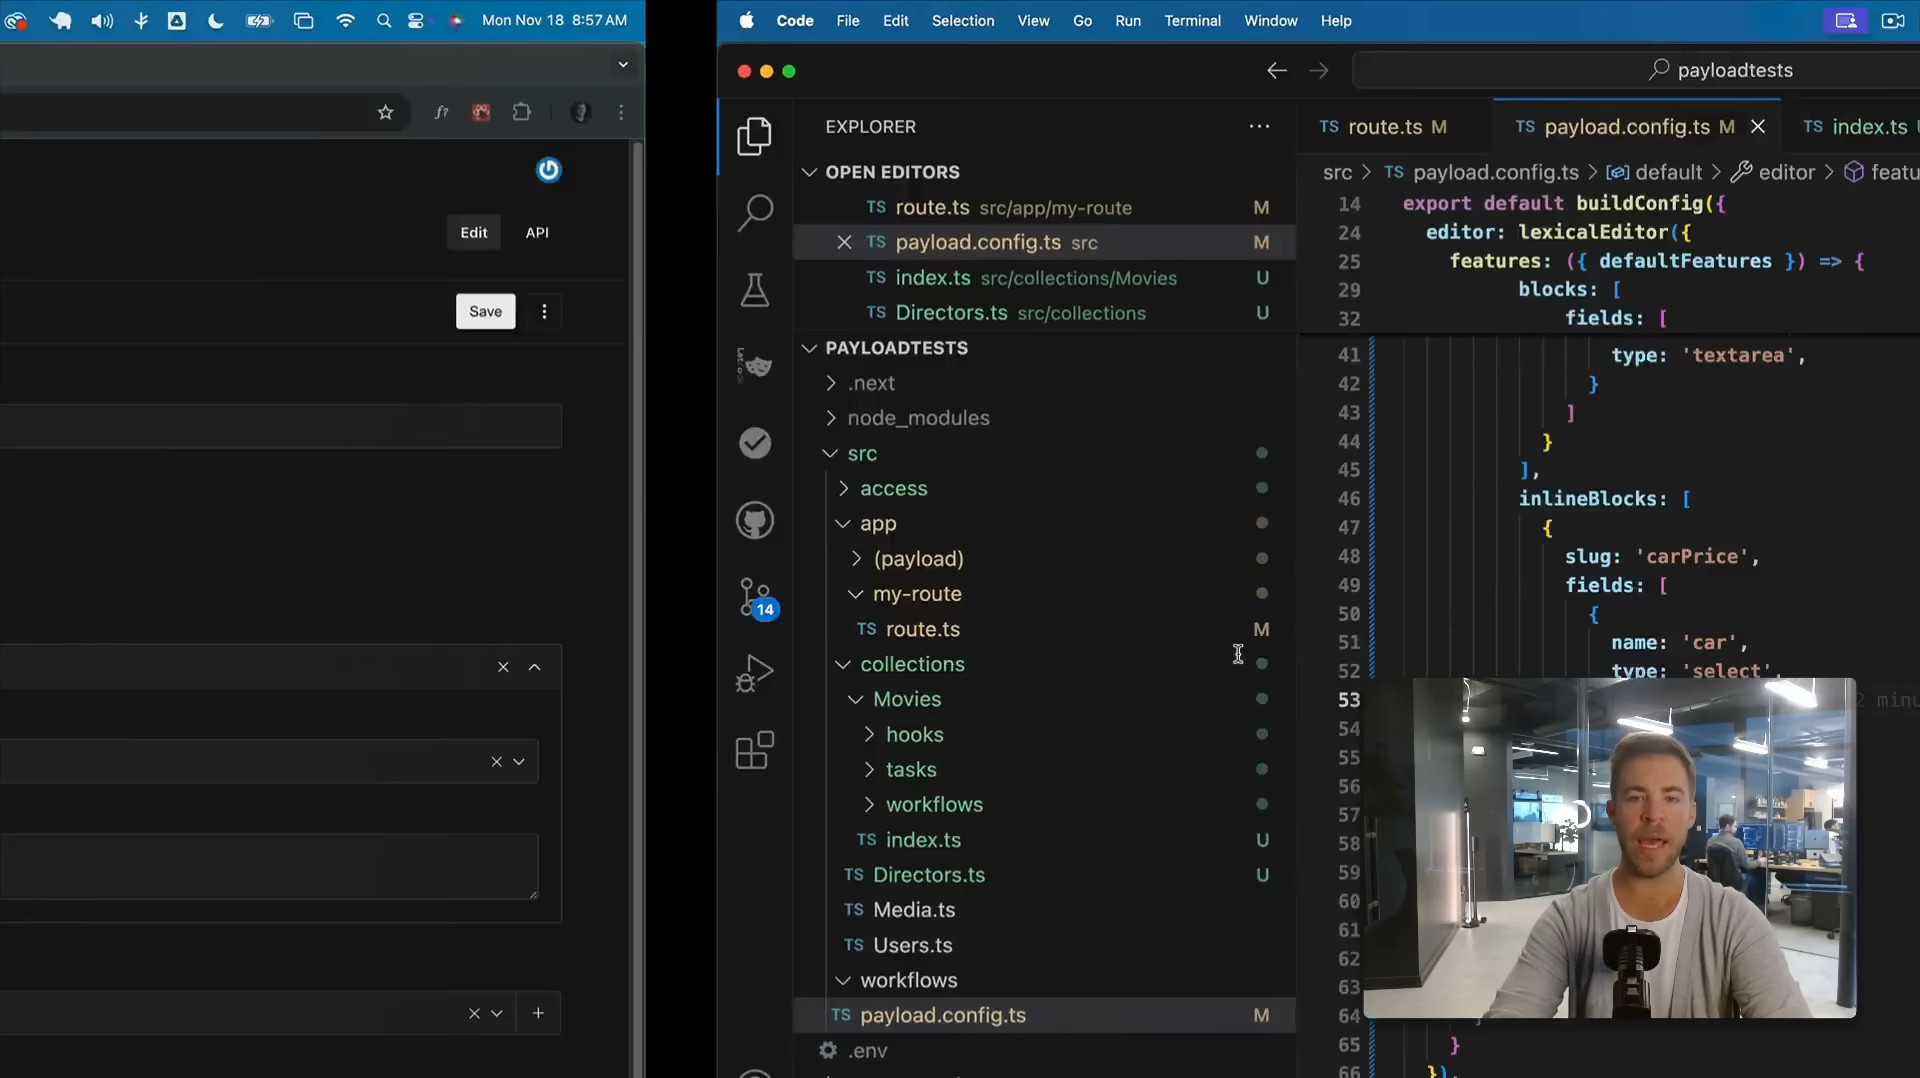 Mon Nov 18 8:57 AM
Edit
API
Save
Code File Edit Selection View Go Run Terminal Window Help
payloadtests
EXPLORER
OPEN EDITORS
TS route.ts src/app/my-route M
TS payload.config.ts src M
TS index.ts src/collections/Movies U
TS Directors.ts src/collections U
PAYLOADTESTS
.next
node_modules
src
access
app
(payload)
my-route
TS route.ts M
collections
Movies
hooks
tasks
workflows
TS index.ts U
TS Directors.ts U
TS Media.ts
TS Users.ts
workflows
TS payload.config.ts M
.env
14
TS route.ts M
TS payload.config.ts M
TS index.ts
src > TS payload.config.ts > default > editor > featu
14 export default buildConfig({
24 editor: lexicalEditor({
25 features: ({ defaultFeatures }) => {
29 blocks: [
32 fields: [
41 type: 'textarea',
42 }
43 ]
44 }
45 ],
46 inlineBlocks: [
47 {
48 slug: 'carPrice',
49 fields: [
50 {
51 name: 'car',
52 type: 'select',
53
54
55
56
57
58
59
60
61
62
63
64
65 }
66 }),